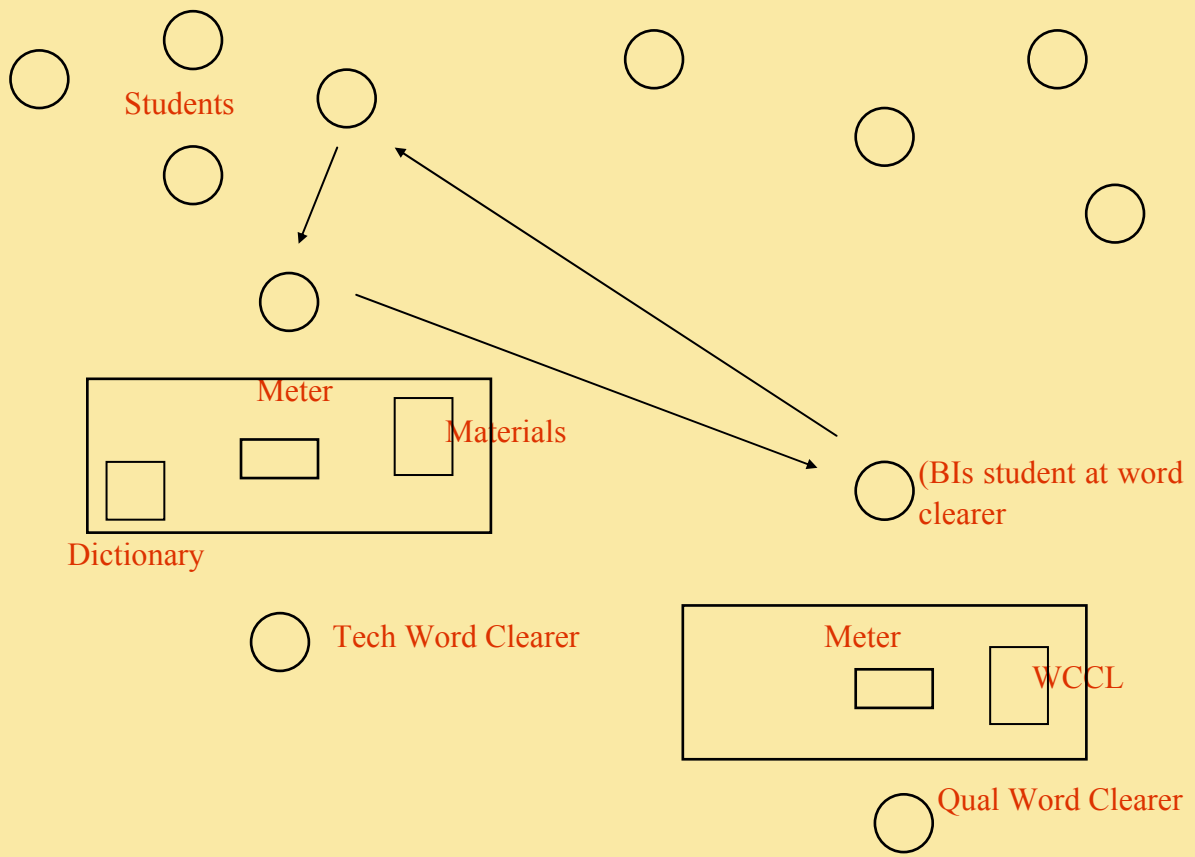 Students
Meter
Materials
(BIs student at word
clearer
Dictionary
Tech Word Clearer
Meter
WCCL
Qual Word Clearer